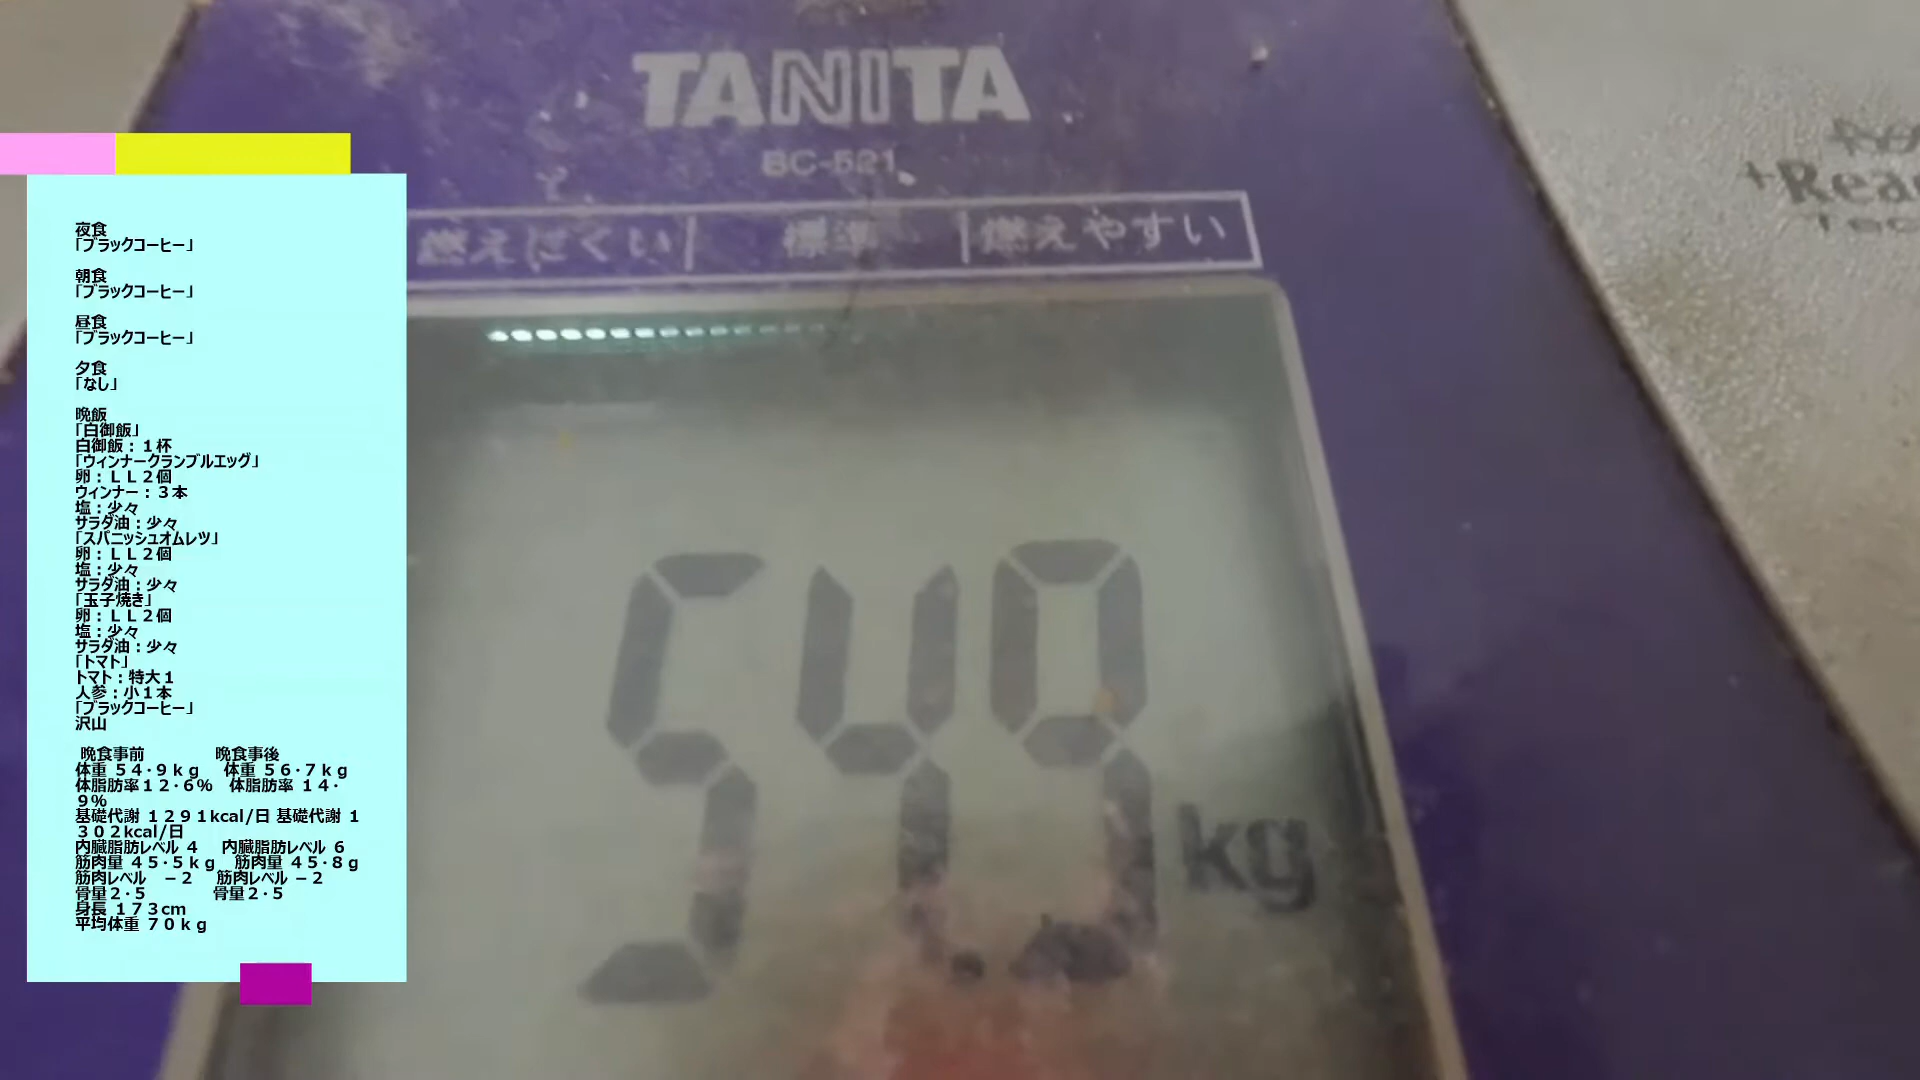 TANITA
BC-521
燃えにくい 標準 燃えやすい
54.9 kg
夜食
「ブラックコーヒー」
朝食
「ブラックコーヒー」
昼食
「ブラックコーヒー」
夕食
「なし」
晩飯
「白御飯」
白御飯：１杯
「ウィンナークランブルエッグ」
卵：ＬＬ２個
ウィンナー：３本
塩：少々
サラダ油：少々
「スパニッシュオムレツ」
卵：ＬＬ２個
塩：少々
サラダ油：少々
「玉子焼き」
卵：ＬＬ２個
塩：少々
サラダ油：少々
「トマト」
トマト：特大１
人参：小１本
「ブラックコーヒー」
沢山
晩食事前 晩食事後
体重 ５４・９ｋｇ 体重 ５６・７ｋｇ
体脂肪率１２・６％ 体脂肪率 １４・
９％
基礎代謝 １２９１kcal/日 基礎代謝 １
３０２kcal/日
内臓脂肪レベル ４ 内臓脂肪レベル ６
筋肉量 ４５・５ｋｇ 筋肉量 ４５・８ｇ
筋肉レベル －２ 筋肉レベル －２
骨量２・５ 骨量２・５
身長 １７３cm
平均体重 ７０ｋｇ